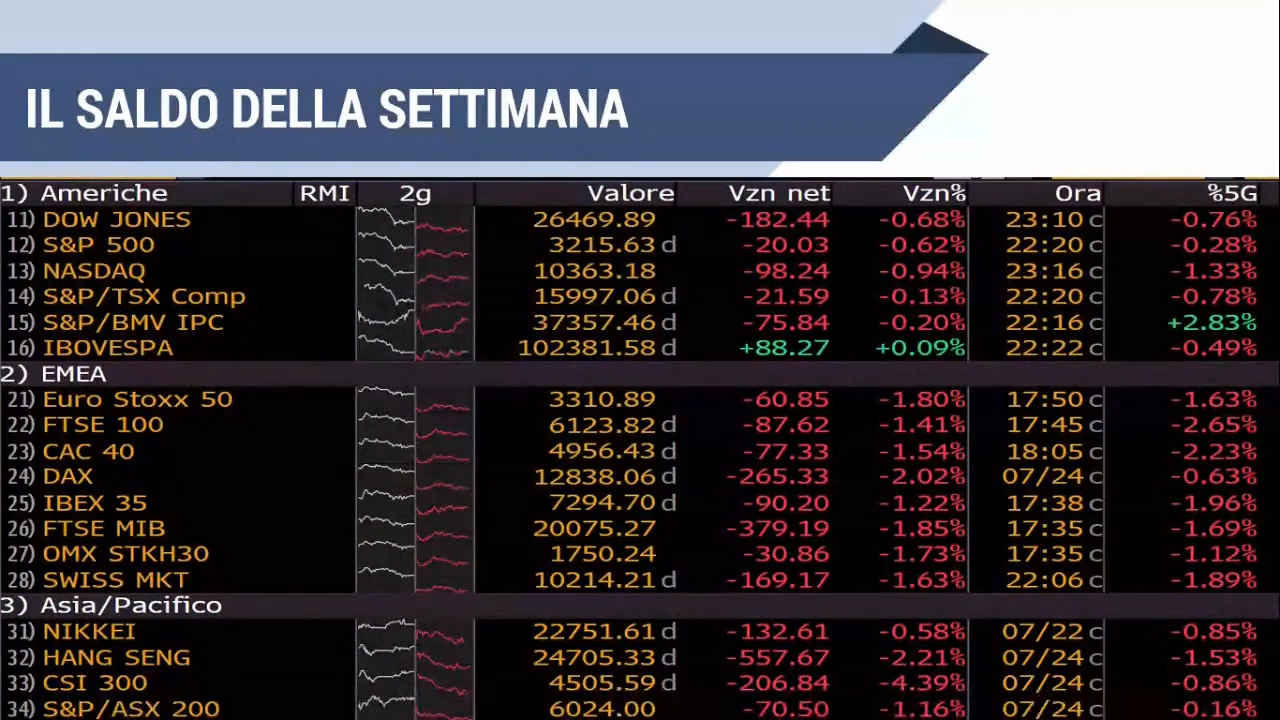 IL SALDO DELLA SETTIMANA
1) Americhe RMI 2g Valore Vzn net Vzn% Ora %5G
11) DOW JONES 26469.89 -182.44 -0.68% 23:10 c -0.76%
12) S&P 500 3215.63 d -20.03 -0.62% 22:20 c -0.28%
13) NASDAQ 10363.18 -98.24 -0.94% 23:16 c -1.33%
14) S&P/TSX Comp 15997.06 d -21.59 -0.13% 22:20 c -0.78%
15) S&P/BMV IPC 37357.46 d -75.84 -0.20% 22:16 c +2.83%
16) IBOVESPA 102381.58 d +88.27 +0.09% 22:22 c -0.49%
2) EMEA
21) Euro Stoxx 50 3310.89 -60.85 -1.80% 17:50 c -1.63%
22) FTSE 100 6123.82 d -87.62 -1.41% 17:45 c -2.65%
23) CAC 40 4956.43 d -77.33 -1.54% 18:05 c -2.23%
24) DAX 12838.06 d -265.33 -2.02% 07/24 c -0.63%
25) IBEX 35 7294.70 d -90.20 -1.22% 17:38 c -1.96%
26) FTSE MIB 20075.27 -379.19 -1.85% 17:35 c -1.69%
27) OMX STKH30 1750.24 -30.86 -1.73% 17:35 c -1.12%
28) SWISS MKT 10214.21 d -169.17 -1.63% 22:06 c -1.89%
3) Asia/Pacifico
31) NIKKEI 22751.61 d -132.61 -0.58% 07/22 c -0.85%
32) HANG SENG 24705.33 d -557.67 -2.21% 07/24 c -1.53%
33) CSI 300 4505.59 d -206.84 -4.39% 07/24 c -0.86%
34) S&P/ASX 200 6024.00 -70.50 -1.16% 07/24 c -0.16%